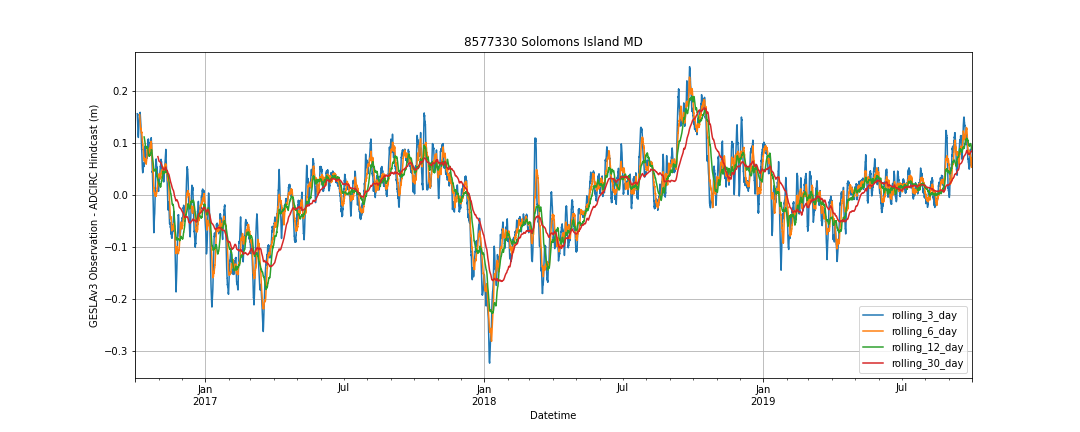 8577330 Solomons Island MD
GESLAv3 Observation - ADCIRC Hindcast (m)
0.2
0.1
0.0
−0.1
−0.2
−0.3
rolling_3_day
rolling_6_day
rolling_12_day
rolling_30_day
Jan
2017
Jul
Jan
2018
Jul
Jan
2019
Jul
Datetime